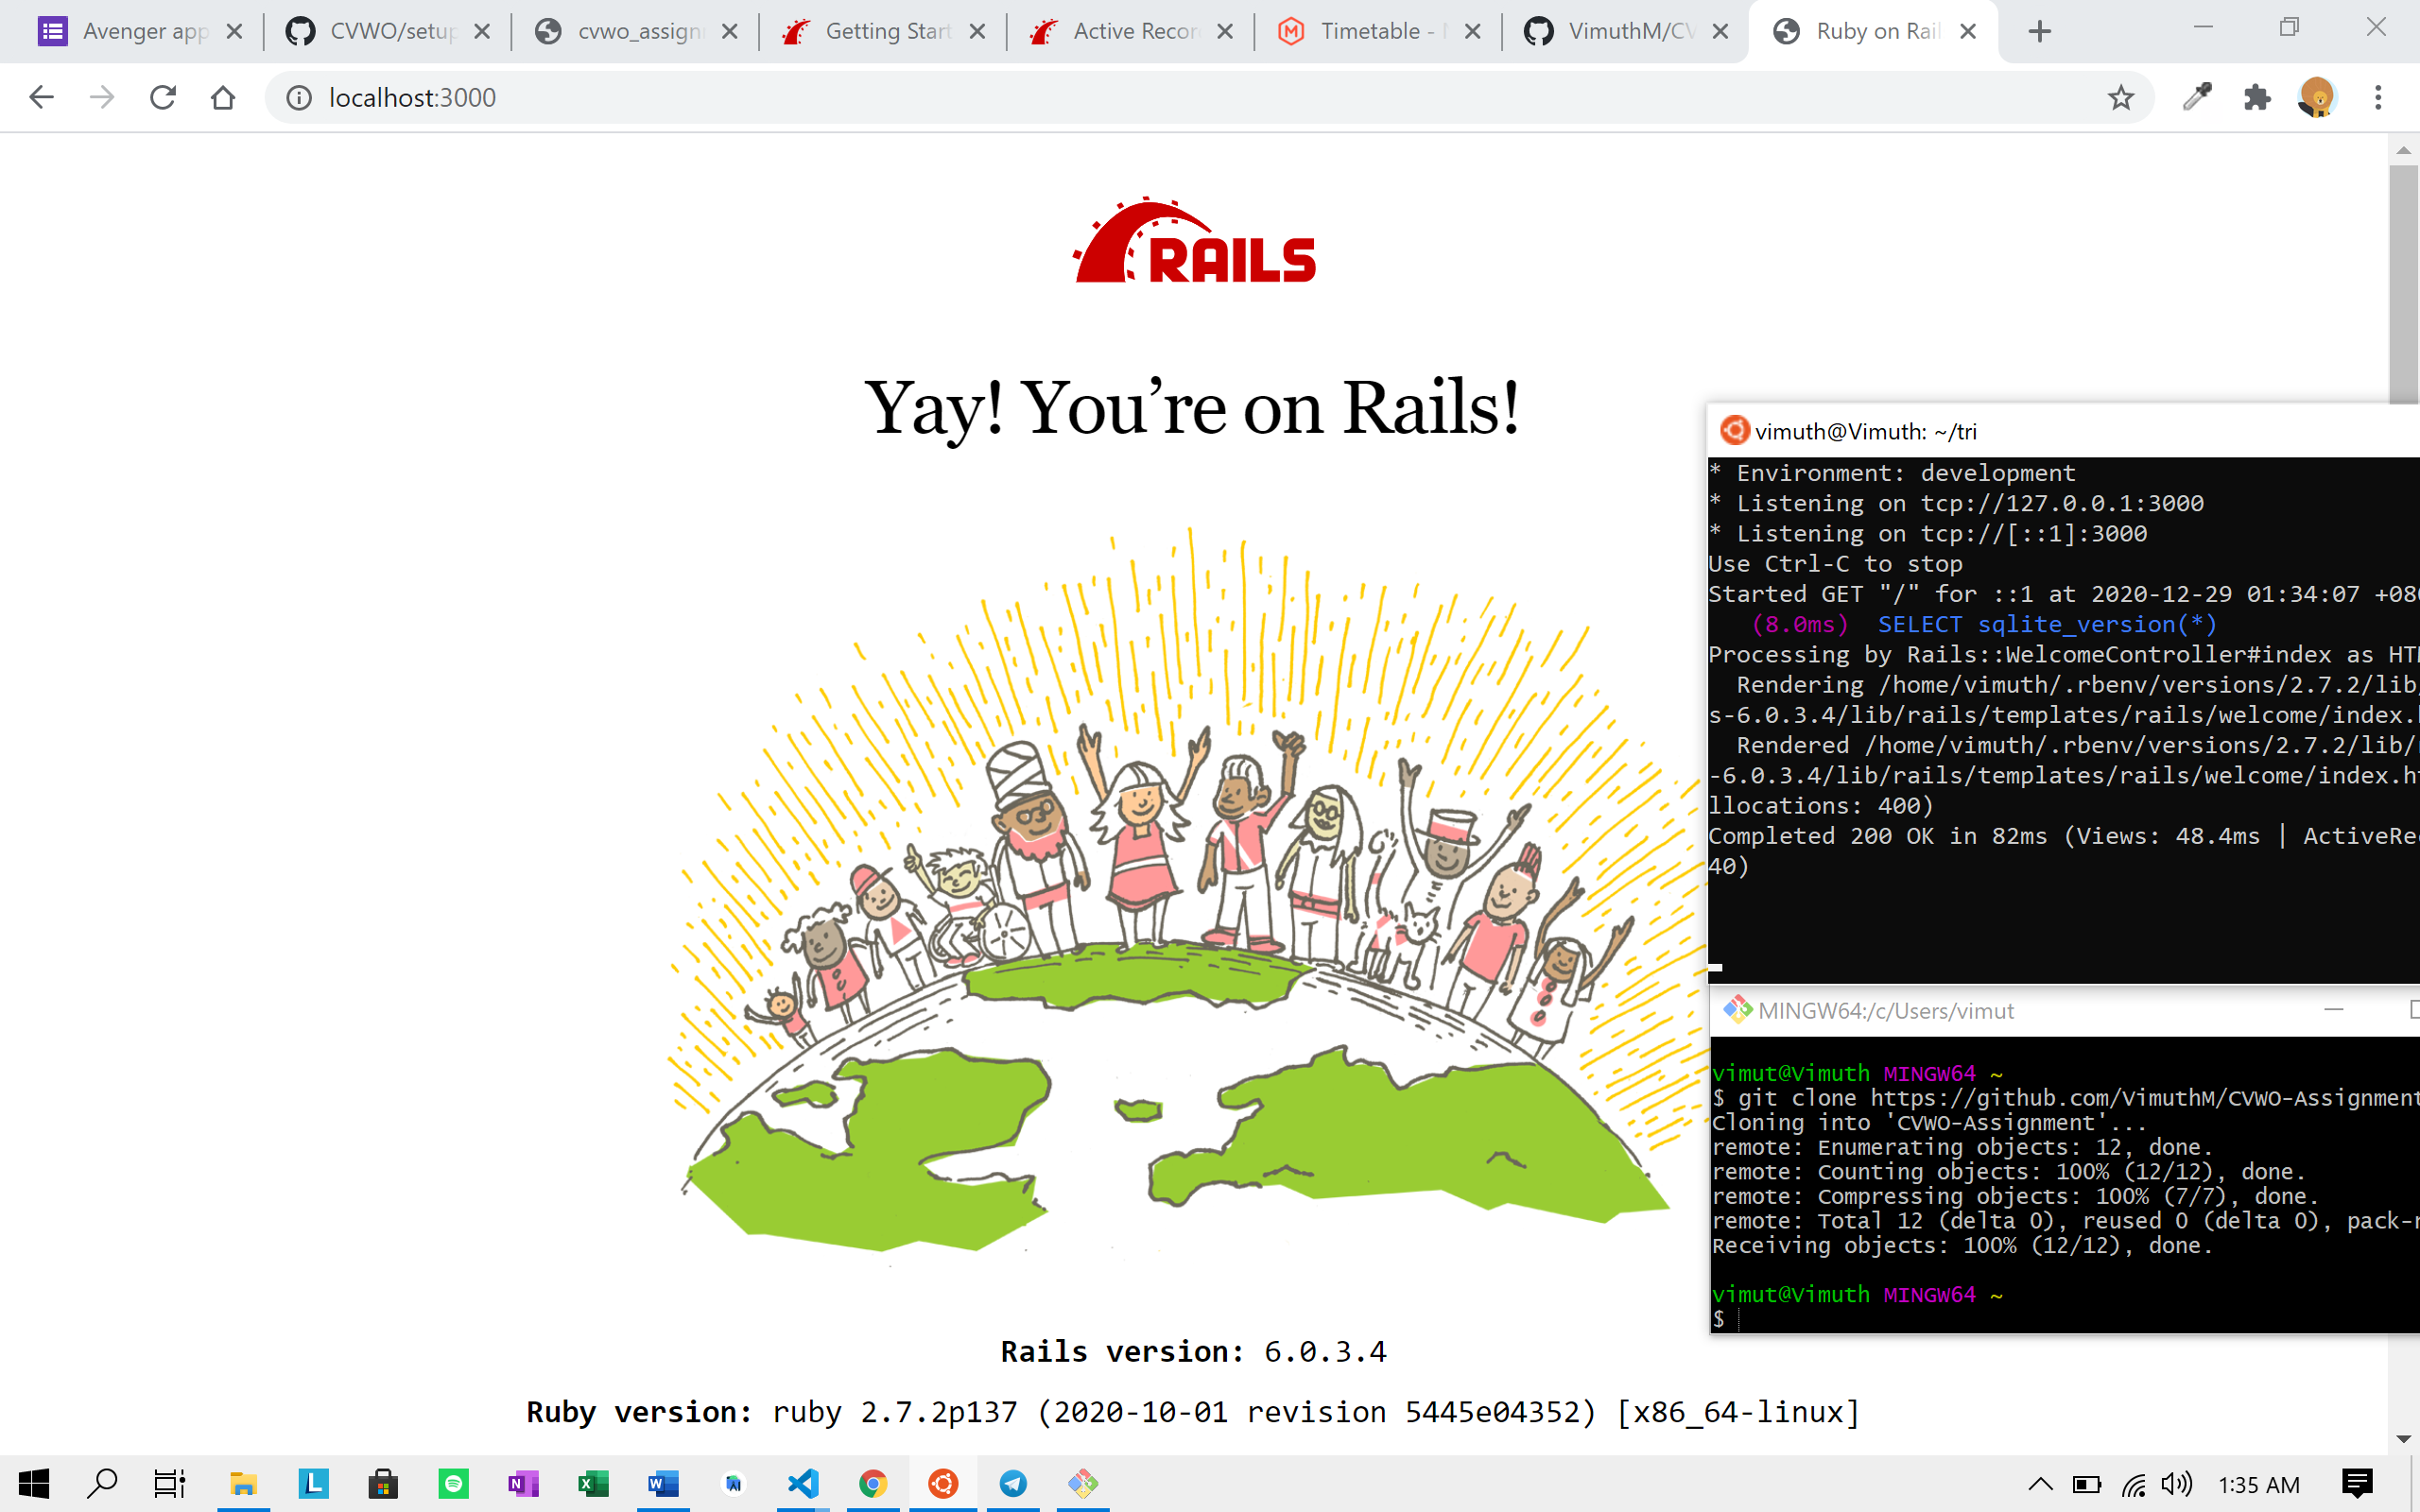 Avenger app
CVWO/setup
cvwo_assign
Getting Start
Active Recor
Timetable -
VimuthM/CV
Ruby on Rail
localhost:3000
RAILS
Yay! You’re on Rails!
vimuth@Vimuth: ~/tri
* Environment: development
* Listening on tcp://127.0.0.1:3000
* Listening on tcp://[::1]:3000
Use Ctrl-C to stop
Started GET "/" for ::1 at 2020-12-29 01:34:07 +080
(8.0ms) SELECT sqlite_version(*)
Processing by Rails::WelcomeController#index as HTM
Rendering /home/vimuth/.rbenv/versions/2.7.2/lib/
s-6.0.3.4/lib/rails/templates/rails/welcome/index.h
Rendered /home/vimuth/.rbenv/versions/2.7.2/lib/r
-6.0.3.4/lib/rails/templates/rails/welcome/index.ht
llocations: 400)
Completed 200 OK in 82ms (Views: 48.4ms | ActiveRec
40)
MINGW64:/c/Users/vimut
vimut@Vimuth MINGW64 ~
$ git clone https://github.com/VimuthM/CVWO-Assignment
Cloning into 'CVWO-Assignment'...
remote: Enumerating objects: 12, done.
remote: Counting objects: 100% (12/12), done.
remote: Compressing objects: 100% (7/7), done.
remote: Total 12 (delta 0), reused 0 (delta 0), pack-r
Receiving objects: 100% (12/12), done.
vimut@Vimuth MINGW64 ~
$
Rails version: 6.0.3.4
Ruby version: ruby 2.7.2p137 (2020-10-01 revision 5445e04352) [x86_64-linux]
1:35 AM